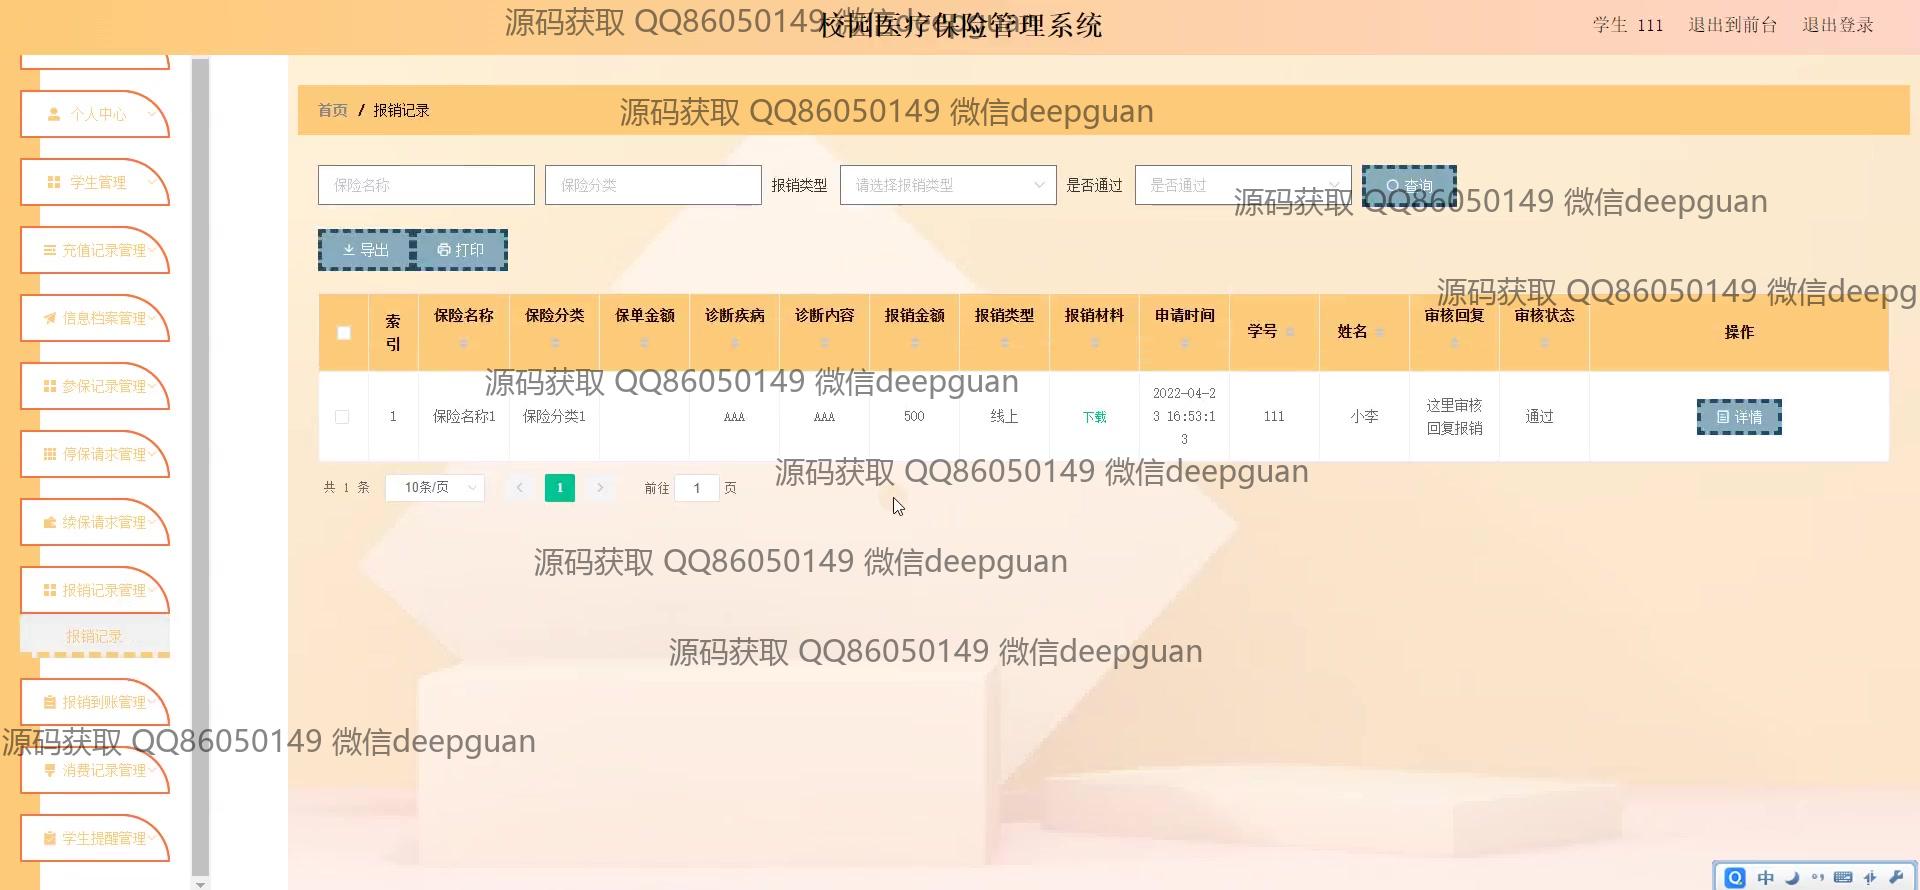 源码获取 QQ86050149 微信deepguan
校园医疗保险管理系统
学生 111 退出到前台 退出登录
个人中心
学生管理
充值记录管理
信息档案管理
参保记录管理
停保请求管理
续保请求管理
报销记录管理
报销记录
报销到账管理
消费记录管理
学生提醒管理
首页 / 报销记录
源码获取 QQ86050149 微信deepguan
保险名称 保险分类 报销类型 请选择报销类型 是否通过 是否通过 查询
源码获取 QQ86050149 微信deepguan
导出 打印
源码获取 QQ86050149 微信deepg
索引 保险名称 保险分类 保单金额 诊断疾病 诊断内容 报销金额 报销类型 报销材料 申请时间 学号 姓名 审核回复 审核状态 操作
源码获取 QQ86050149 微信deepguan
1 保险名称1 保险分类1 AAA AAA 500 线上 下载 2022-04-23 16:53:13 111 小李 这里审核回复报销 通过 详情
源码获取 QQ86050149 微信deepguan
共 1 条 10条/页 1 前往 1 页
源码获取 QQ86050149 微信deepguan
源码获取 QQ86050149 微信deepguan
源码获取 QQ86050149 微信deepguan
中